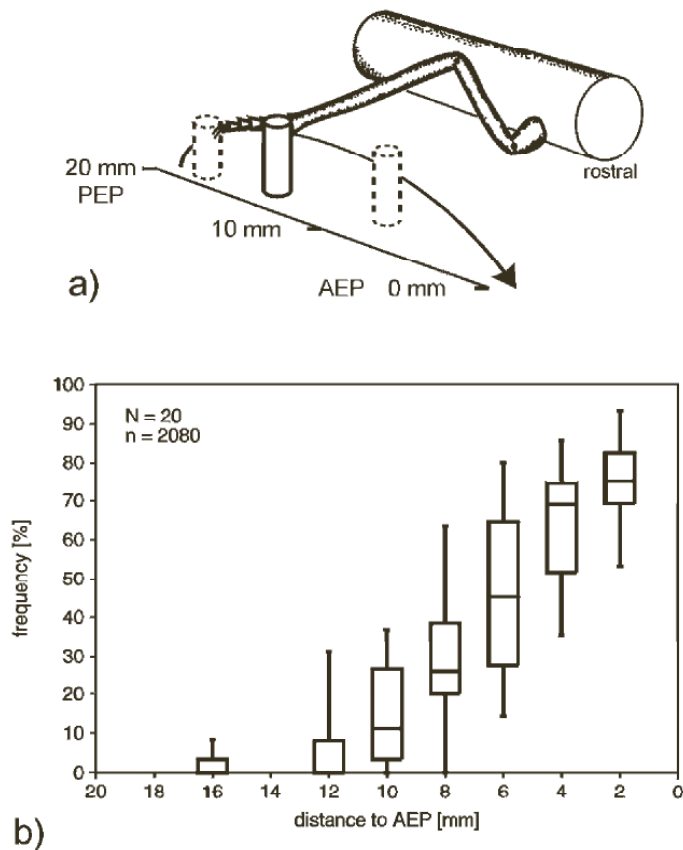 rostral
20 mm
PEP
10 mm
AEP 0 mm
a)
100
90
80
70
60
50
40
30
20
10
0
frequency [%]
N = 20
n = 2080
20 18 16 14 12 10 8 6 4 2 0
distance to AEP [mm]
b)